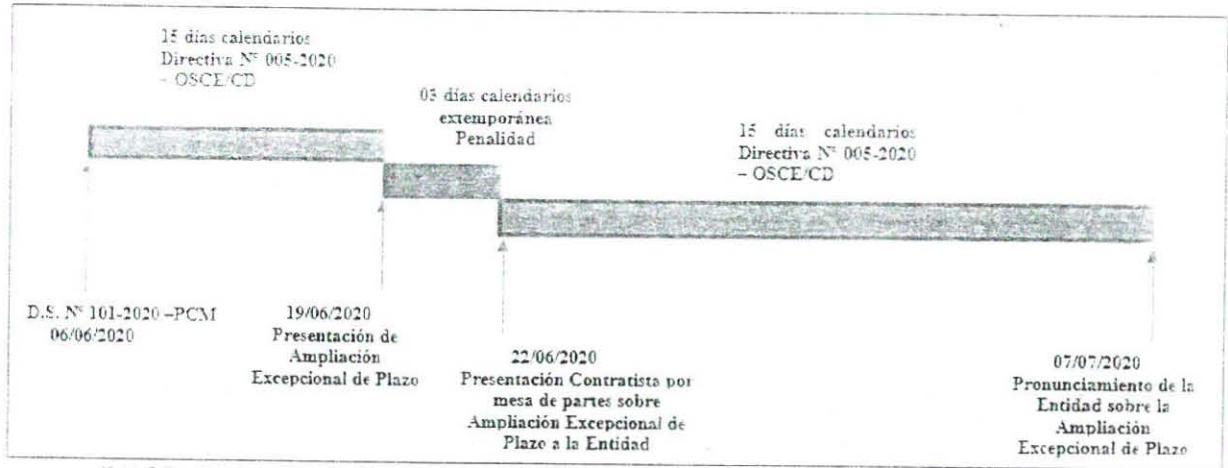 15 días calendarios
Directiva Nº 005-2020
– OSCE/CD
03 días calendarios
extemporánea
Penalidad
15 días calendarios
Directiva Nº 005-2020
– OSCE/CD
D.S. Nº 101-2020 –PCM
06/06/2020
19/06/2020
Presentación de
Ampliación
Excepcional de Plazo
22/06/2020
Presentación Contratista por
mesa de partes sobre
Ampliación Excepcional de
Plazo a la Entidad
07/07/2020
Pronunciamiento de la
Entidad sobre la
Ampliación
Excepcional de Plazo